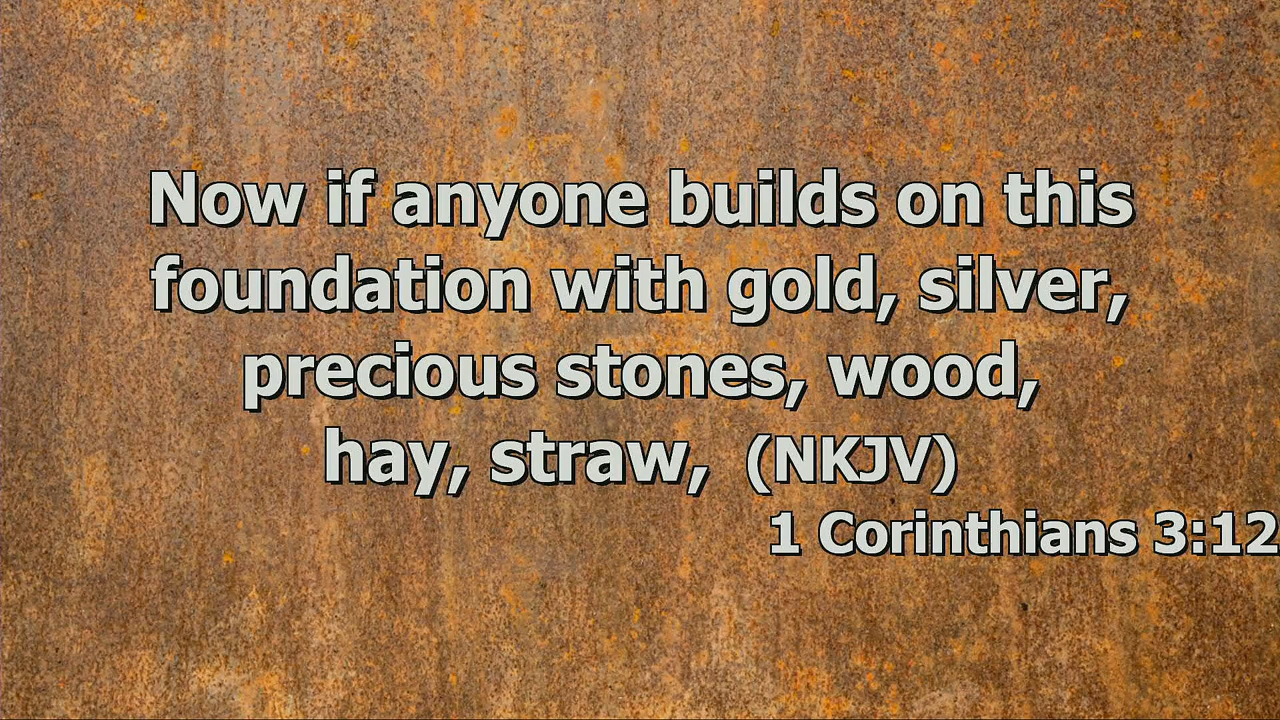 Now if anyone builds on this
foundation with gold, silver,
precious stones, wood,
hay, straw, (NKJV)
1 Corinthians 3:12